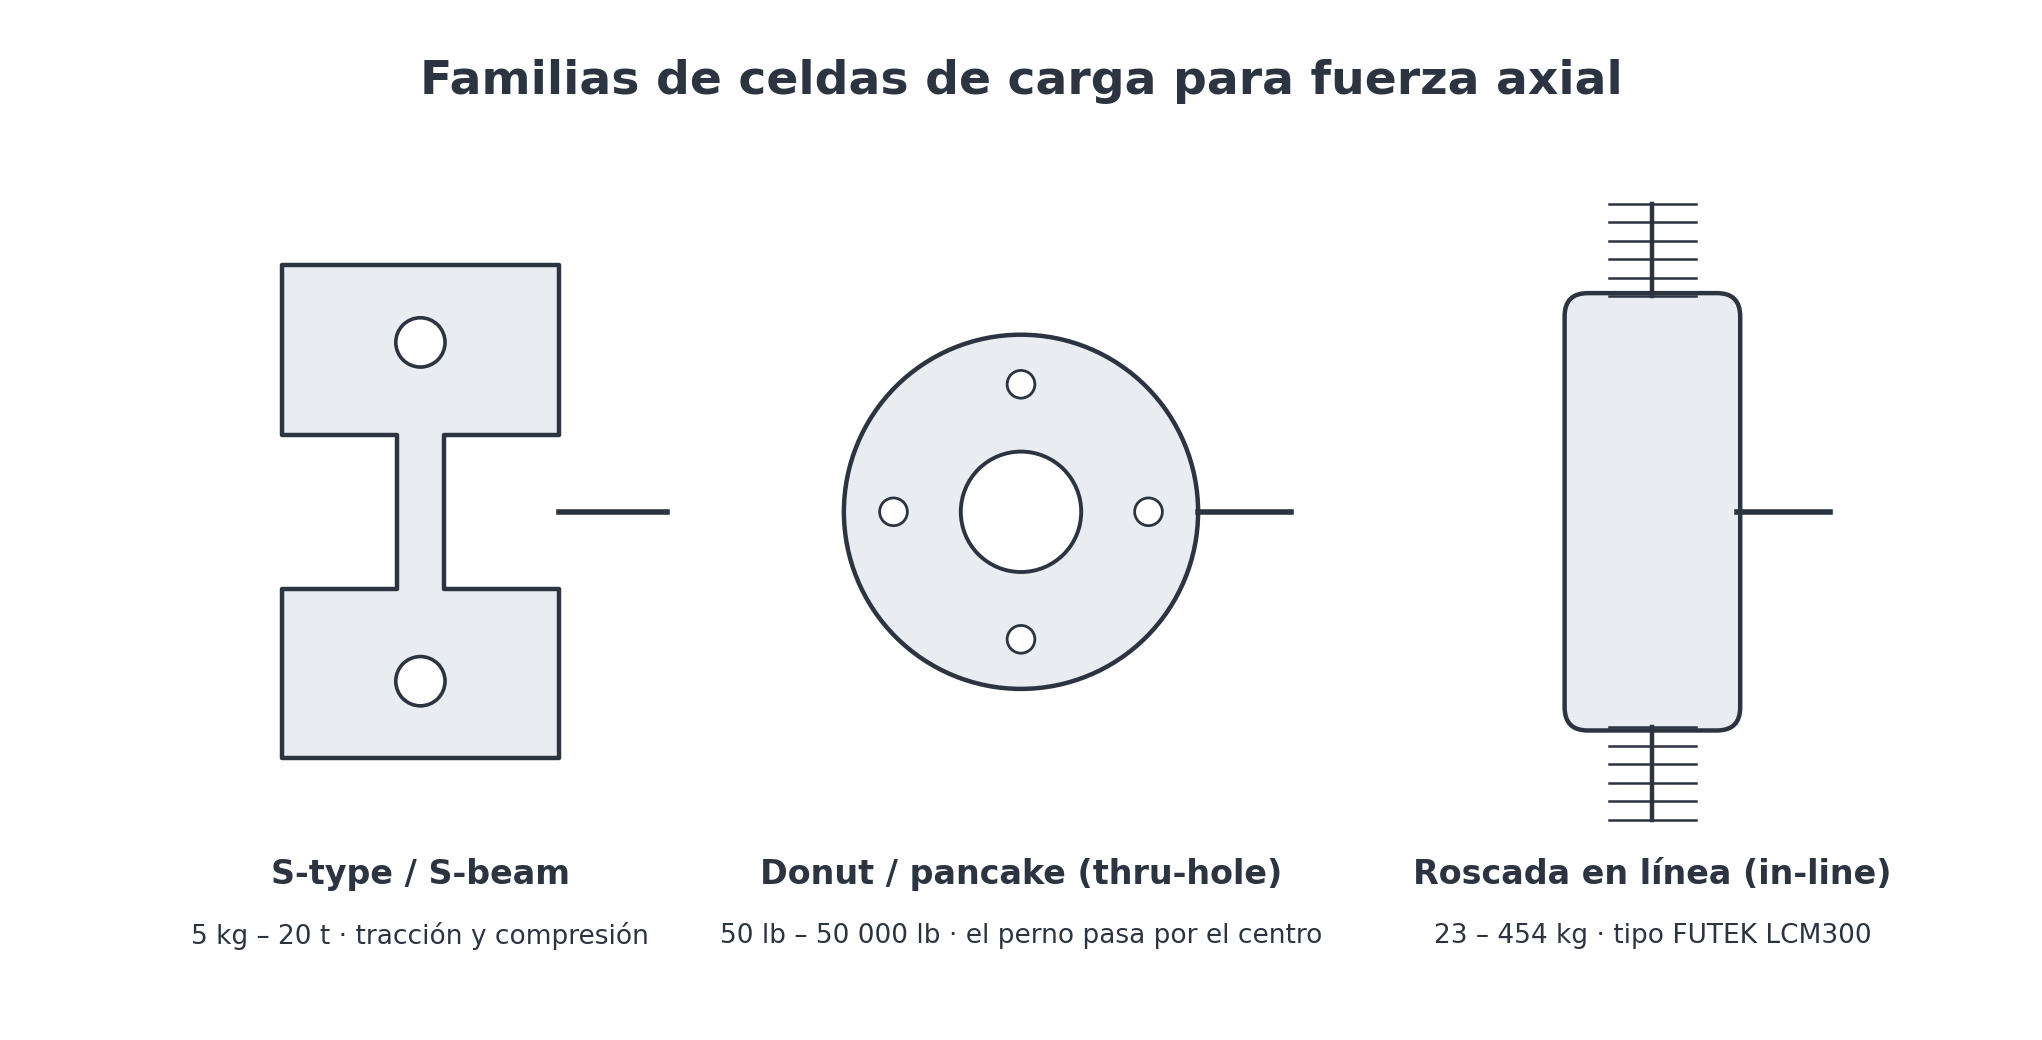 Familias de celdas de carga para fuerza axial
S-type / S-beam
5 kg – 20 t · tracción y compresión
Donut / pancake (thru-hole)
50 lb – 50 000 lb · el perno pasa por el centro
Roscada en línea (in-line)
23 – 454 kg · tipo FUTEK LCM300